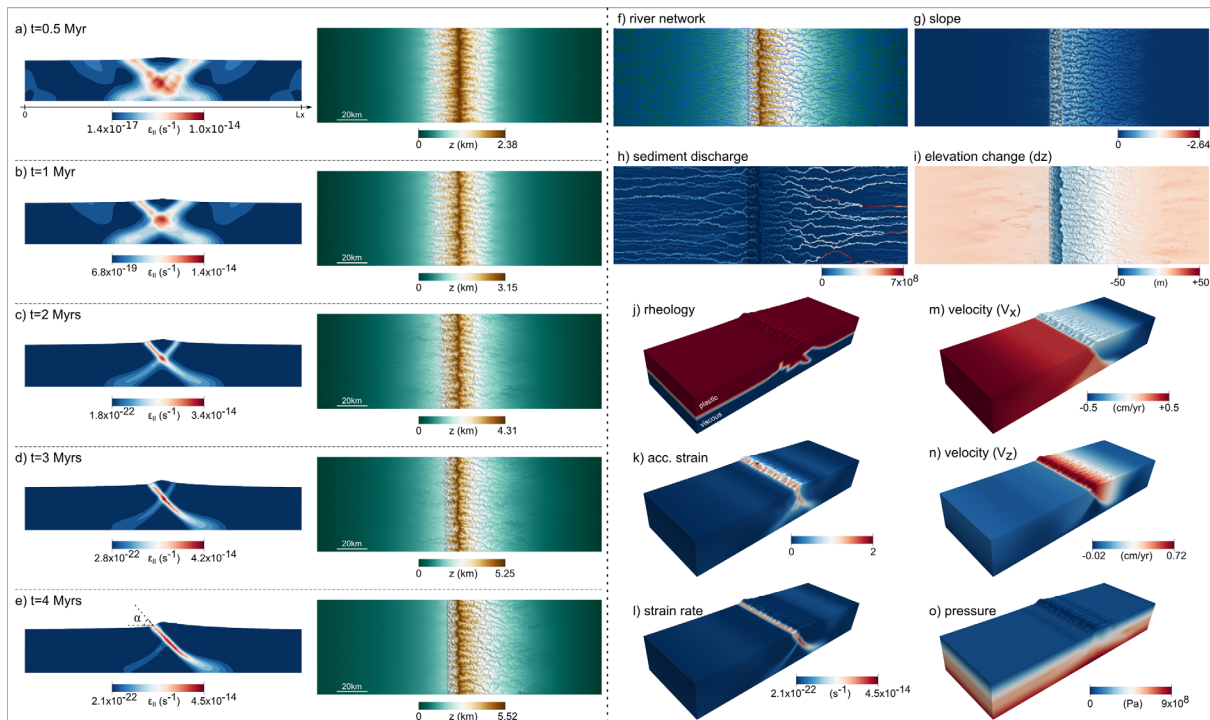 a) t=0.5 Myr
0 Lx
1.4x10⁻¹⁷ ε̇II (s⁻¹) 1.0x10⁻¹⁴
20km
z (km)
0 2.38
b) t=1 Myr
6.8x10⁻¹⁹ ε̇II (s⁻¹) 1.4x10⁻¹⁴
20km
z (km)
0 3.15
c) t=2 Myrs
1.8x10⁻²² ε̇II (s⁻¹) 3.4x10⁻¹⁴
20km
z (km)
0 4.31
d) t=3 Myrs
2.8x10⁻²² ε̇II (s⁻¹) 4.2x10⁻¹⁴
20km
z (km)
0 5.25
e) t=4 Myrs
α
2.1x10⁻²² ε̇II (s⁻¹) 4.5x10⁻¹⁴
20km
z (km)
0 5.52
f) river network
g) slope
0 -2.64
h) sediment discharge
0 7x10⁸
i) elevation change (dz)
-50 (m) +50
j) rheology
plastic
viscous
m) velocity (Vx)
-0.5 (cm/yr) +0.5
k) acc. strain
0 2
n) velocity (Vz)
-0.02 (cm/yr) 0.72
l) strain rate
2.1x10⁻²² (s⁻¹) 4.5x10⁻¹⁴
o) pressure
0 (Pa) 9x10⁸